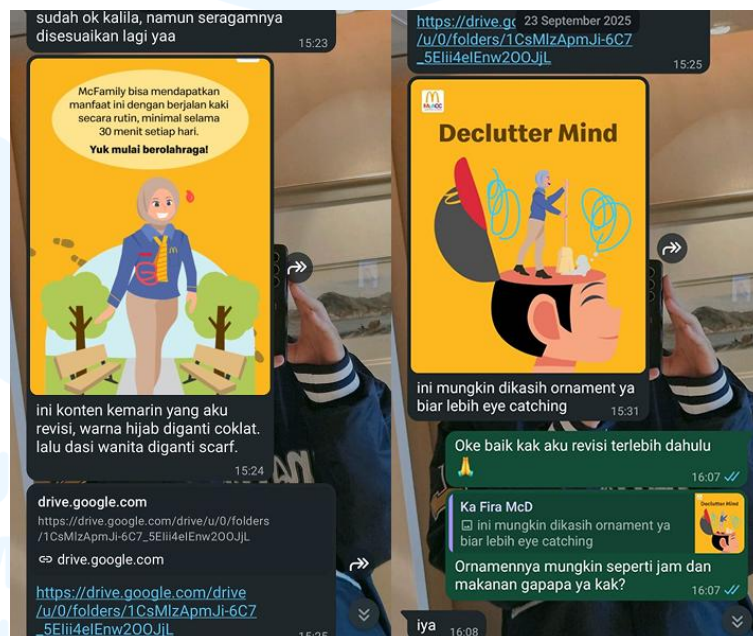 sudah ok kalila, namun seragamnya
disesuaikan lagi yaa
15:23
McFamily bisa mendapatkan
manfaat ini dengan berjalan kaki
secara rutin, minimal selama
30 menit setiap hari.
Yuk mulai berolahraga!
ini konten kemarin yang aku
revisi, warna hijab diganti coklat.
lalu dasi wanita diganti scarf.
15:24
drive.google.com
https://drive.google.com/drive/u/0/folders
/1CsMlzApmJi-6C7_5Elii4eIEnw2OOJjL
drive.google.com
https://drive.google.com/drive
/u/0/folders/1CsMlzApmJi-6C7
_5Elii4eIEnw2OOJjL
15:25
https://drive.gc
23 September 2025
/u/0/folders/1CsMlzApmJi-6C7
_5Elii4eIEnw2OOJjL
15:25
Declutter Mind
ini mungkin dikasih ornament ya
biar lebih eye catching
15:31
Oke baik kak aku revisi terlebih dahulu
🙏
16:07
Ka Fira McD
ini mungkin dikasih ornament ya
biar lebih eye catching
Declutter Mind
Ornamennya mungkin seperti jam dan
makanan gapapa ya kak?
16:07
iya
16:08